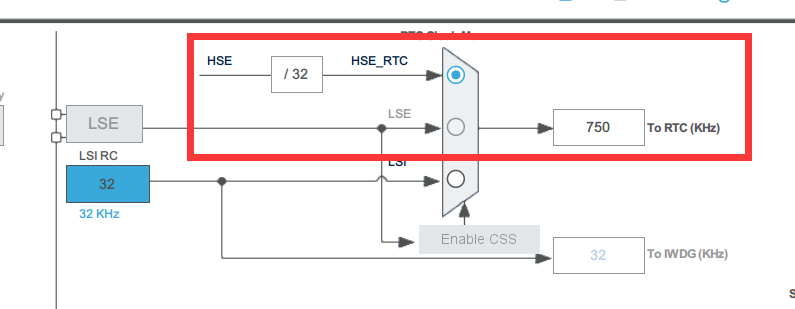 HSE
/ 32
HSE_RTC
LSE
LSE
750
To RTC (KHz)
LSI RC
32
32 KHz
LSI
Enable CSS
32
To IWDG (KHz)